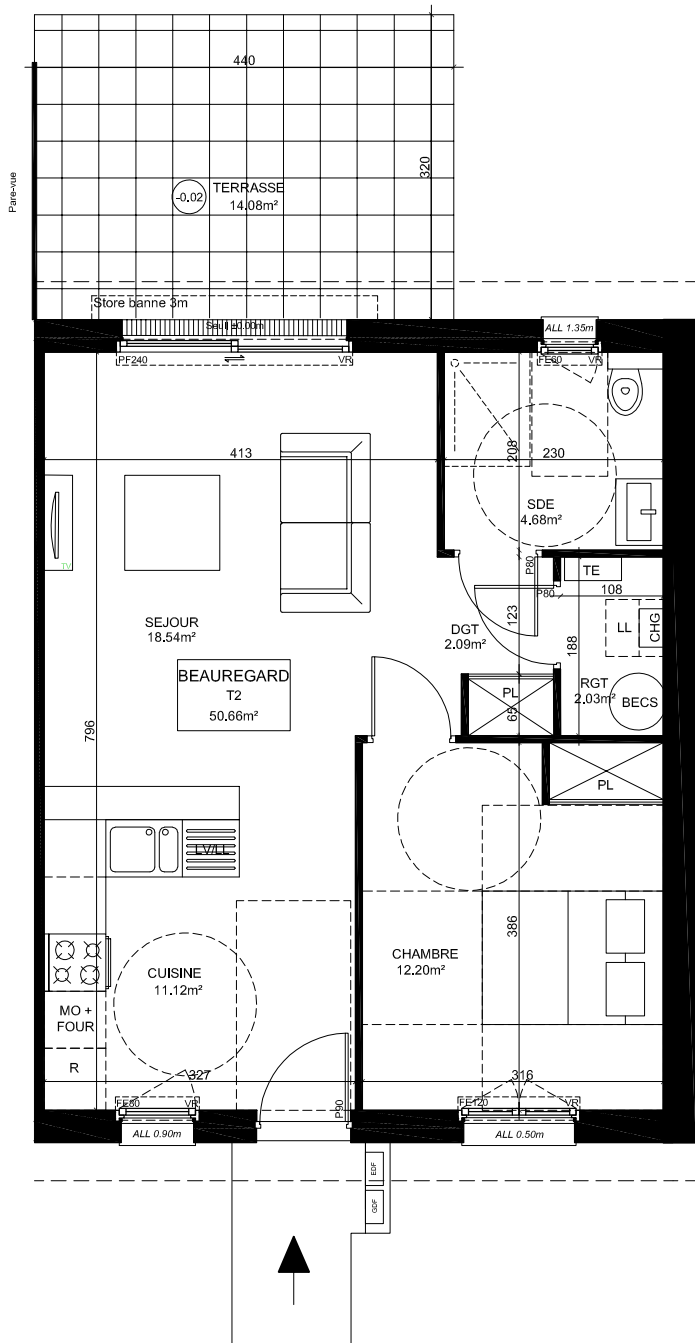 440
320
Pare-vue
-0.02
TERRASSE
14.08m²
Store banne 3m
Seuil ±0.00m
ALL 1.35m
PF240
VR
FE60
VR
413
208
230
SDE
4.68m²
TV
P80
TE
P80
108
SEJOUR
18.54m²
123
DGT
2.09m²
188
LL
CHG
BEAUREGARD
T2
50.66m²
PL
65
RGT
2.03m²
BECS
796
PL
LV/LL
386
CUISINE
11.12m²
CHAMBRE
12.20m²
MO +
FOUR
R
327
316
FE80
VR
P90
FE120
VR
ALL 0.90m
ALL 0.50m
EDF
GDF